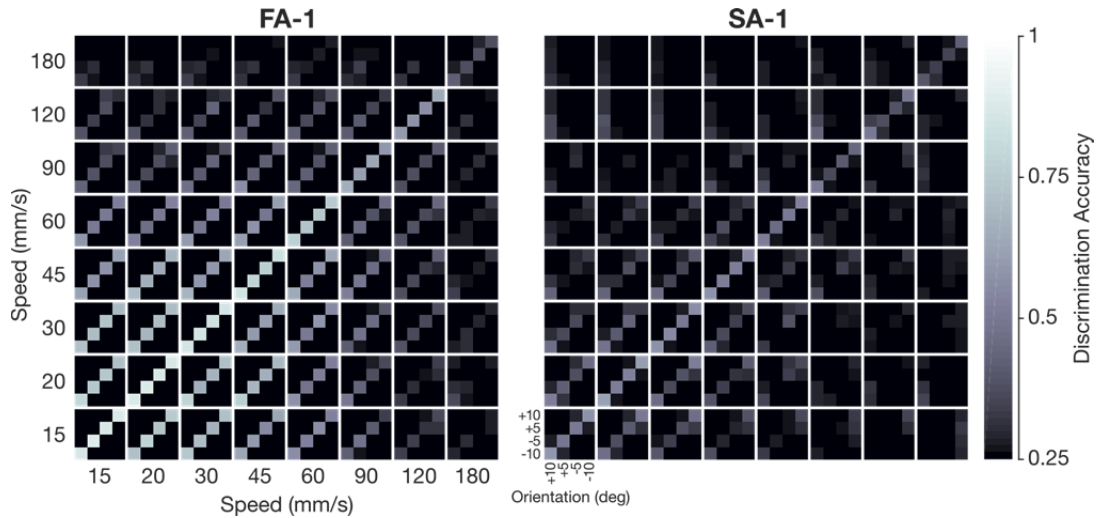 FA-1
SA-1
Speed (mm/s)
180
120
90
60
45
30
20
15
15 20 30 45 60 90 120 180
Speed (mm/s)
+10
+5
-5
-10
+10 +5 -5 -10
Orientation (deg)
1
0.75
0.5
0.25
Discrimination Accuracy